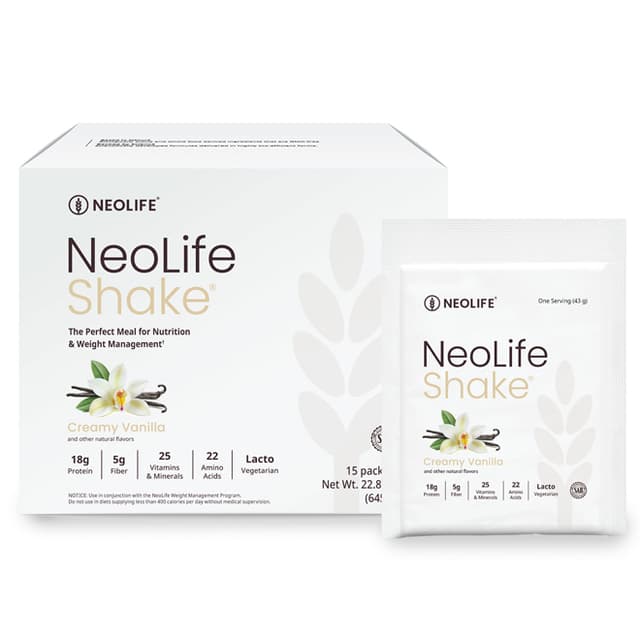 NEOLIFE®
NeoLife
Shake®
The Perfect Meal for Nutrition
& Weight Management†
Creamy Vanilla
and other natural flavors
18g
Protein
5g
Fiber
25
Vitamins
& Minerals
22
Amino
Acids
Lacto
Vegetarian
15 pack
Net Wt. 22.8
(645
NOTICE: Use in conjunction with the NeoLife Weight Management Program.
Do not use in diets supplying less than 400 calories per day without medical supervision.
NEOLIFE®
One Serving (43 g)
NeoLife
Shake®
Creamy Vanilla
and other natural flavors
18g
Protein
5g
Fiber
25
Vitamins
& Minerals
22
Amino
Acids
Lacto
Vegetarian
SAB